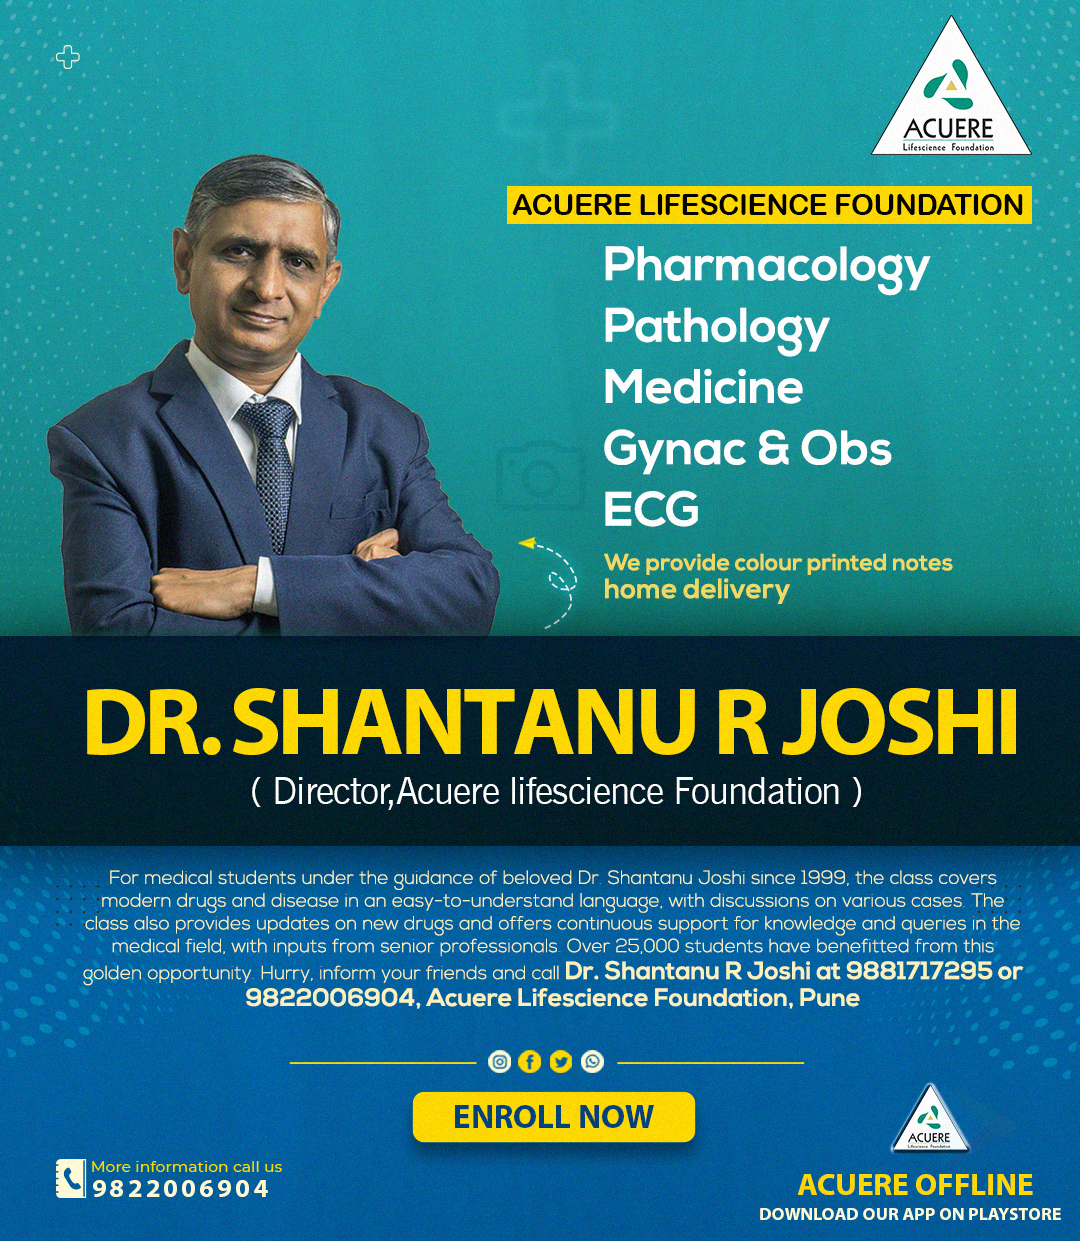 ACUERE
Lifescience Foundation
ACUERE LIFESCIENCE FOUNDATION
Pharmacology
Pathology
Medicine
Gynac & Obs
ECG
We provide colour printed notes
home delivery
DR. SHANTANU R JOSHI
( Director,Acuere lifescience Foundation )
For medical students under the guidance of beloved Dr. Shantanu Joshi since 1999, the class covers
modern drugs and disease in an easy-to-understand language, with discussions on various cases. The
class also provides updates on new drugs and offers continuous support for knowledge and queries in the
medical field, with inputs from senior professionals. Over 25,000 students have benefitted from this
golden opportunity. Hurry, inform your friends and call Dr. Shantanu R Joshi at 9881717295 or
9822006904, Acuere Lifescience Foundation, Pune
ENROLL NOW
More information call us
9822006904
ACUERE
Lifescience Foundation
ACUERE OFFLINE
DOWNLOAD OUR APP ON PLAYSTORE